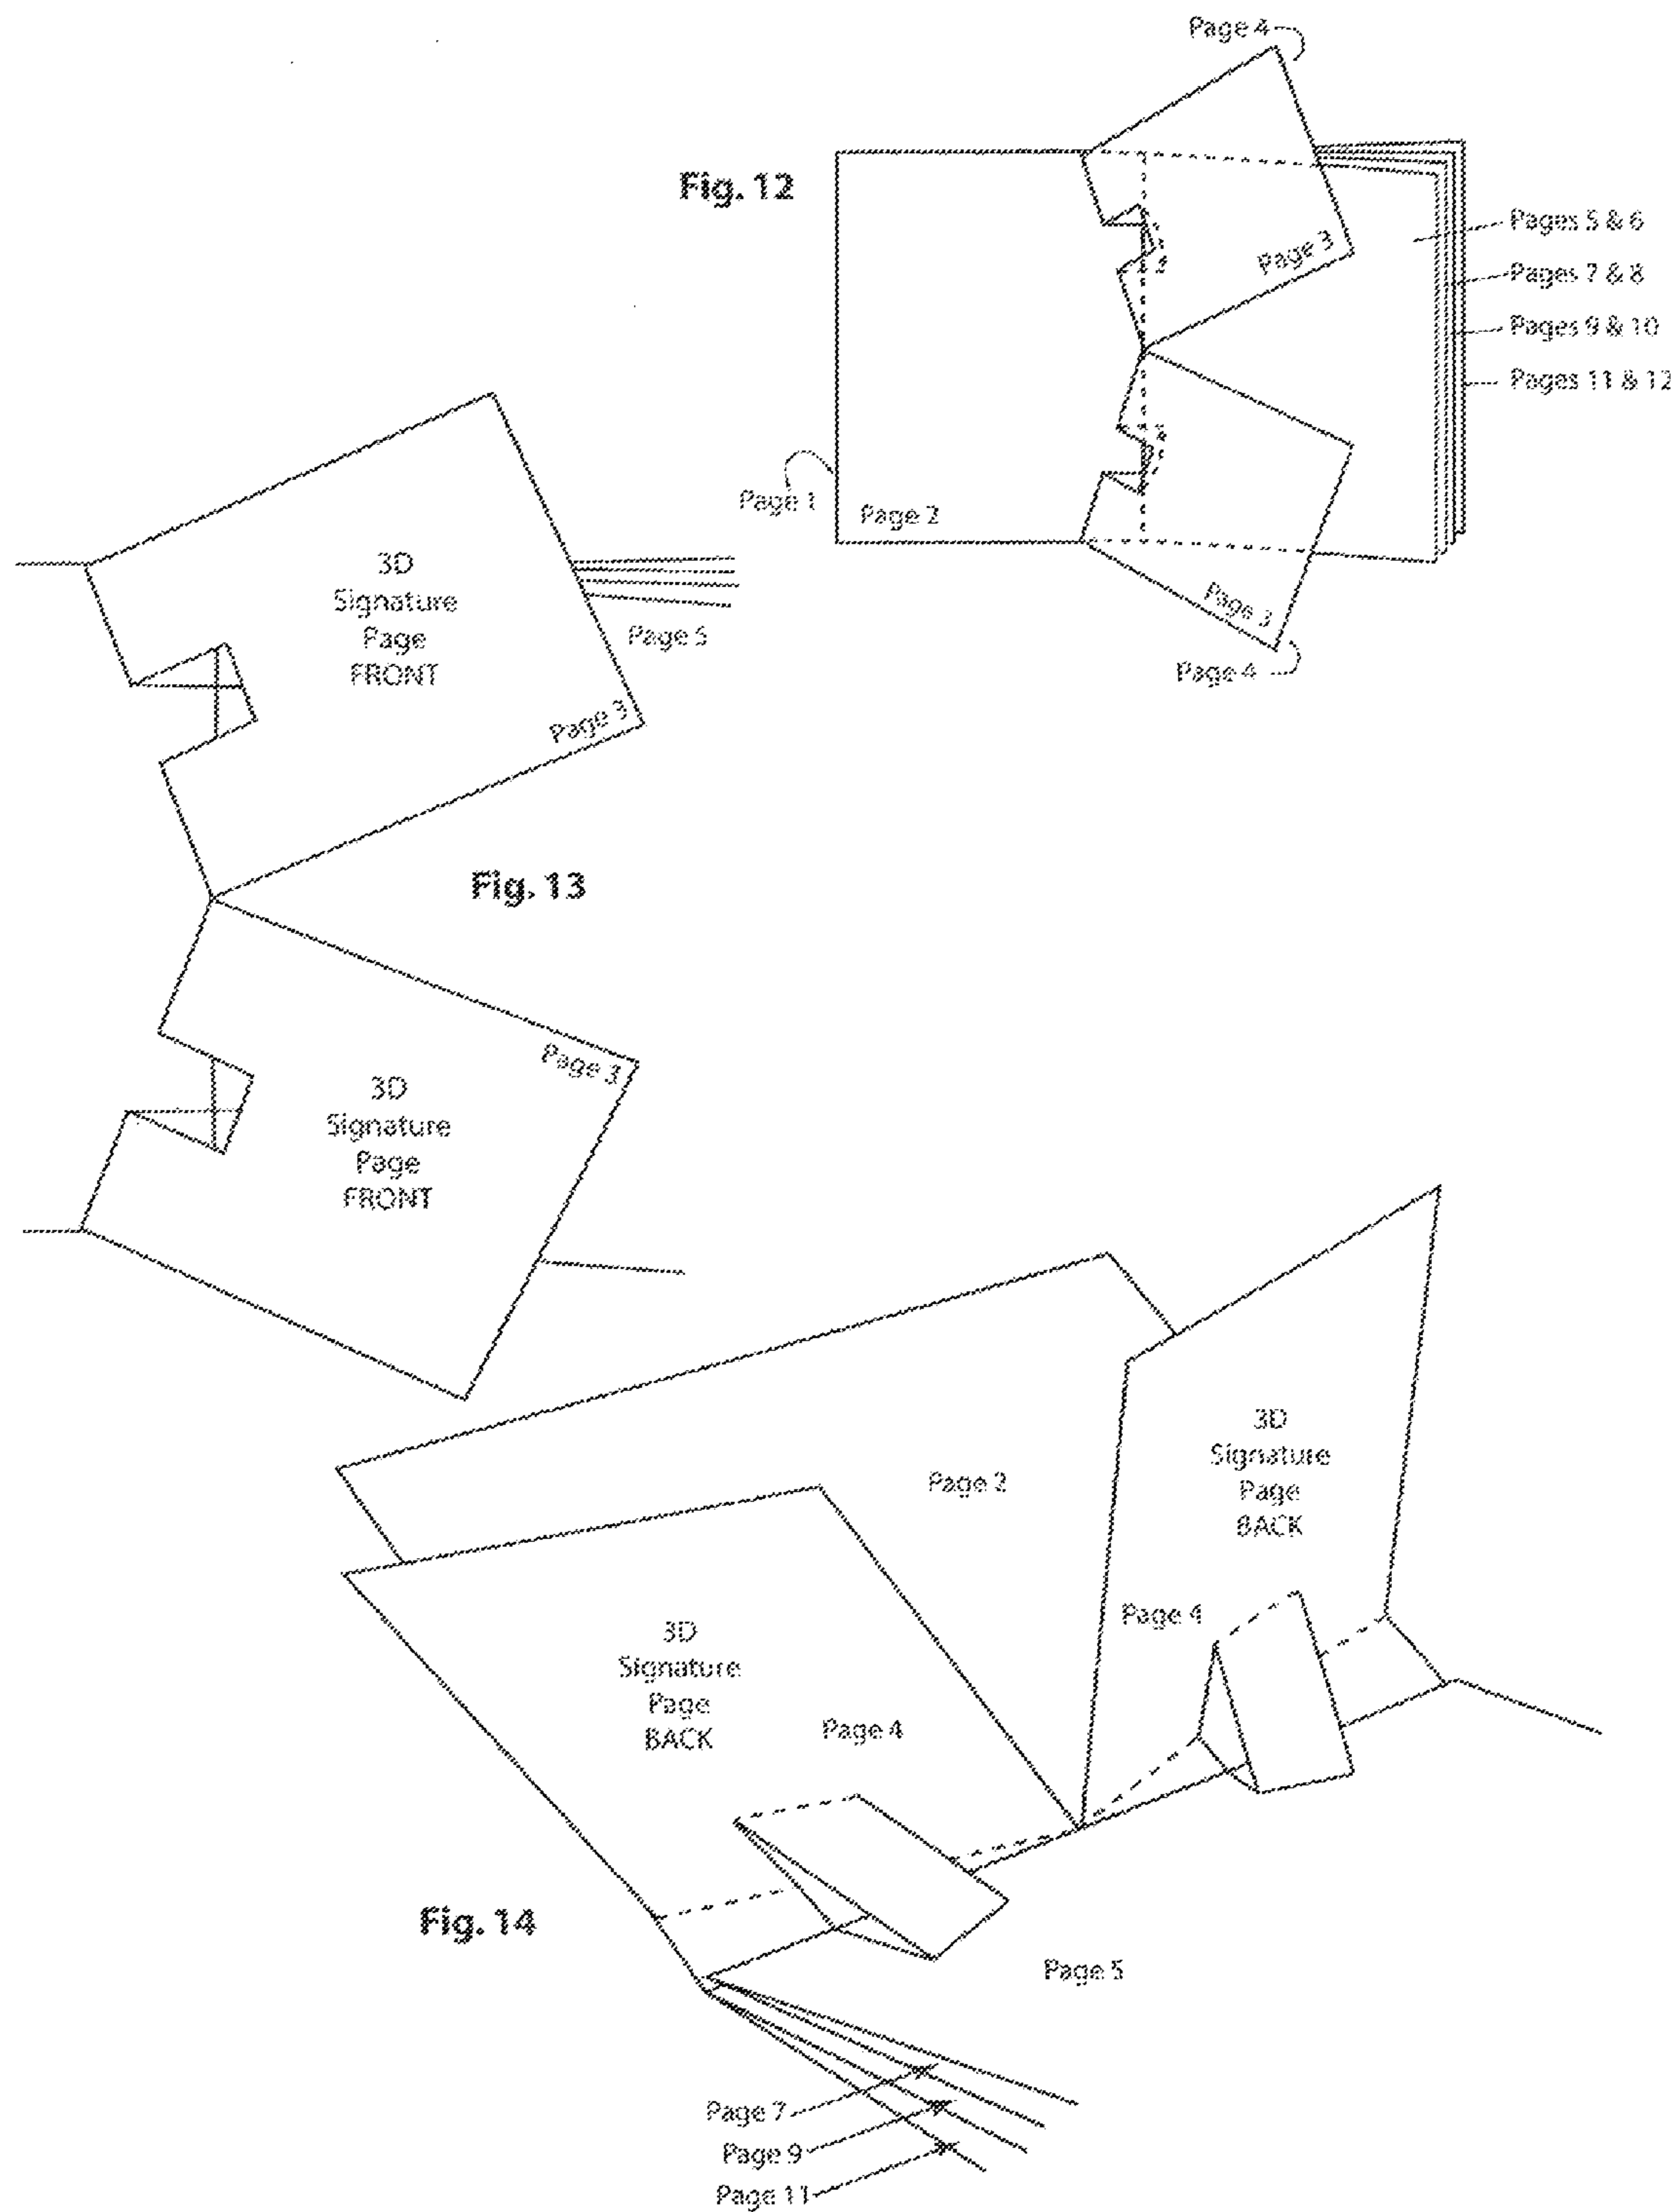 Page 4
Fig. 12
Pages 5 & 6
Page 3
Pages 7 & 8
Pages 9 & 10
Pages 11 & 12
Page 1
Page 2
Page 3
Page 4
3D
Signature
Page
FRONT
Page 5
Page 3
Fig. 13
Page 3
3D
Signature
Page
FRONT
3D
Signature
Page
BACK
Page 2
Page 4
3D
Signature
Page
BACK
Page 4
Fig. 14
Page 5
Page 7
Page 9
Page 11